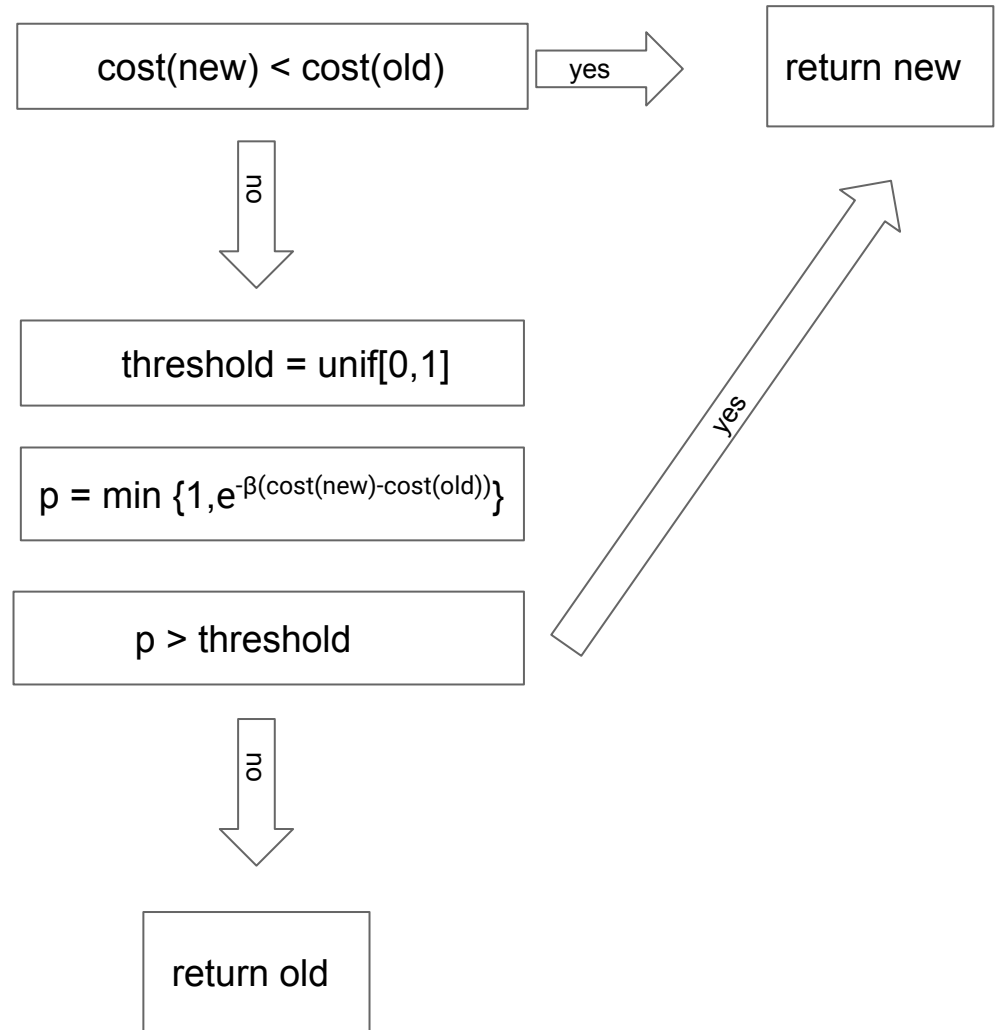 cost(new) < cost(old)
yes
return new
no
threshold = unif[0,1]
p = min {1,e-β(cost(new)-cost(old))}
yes
p > threshold
no
return old